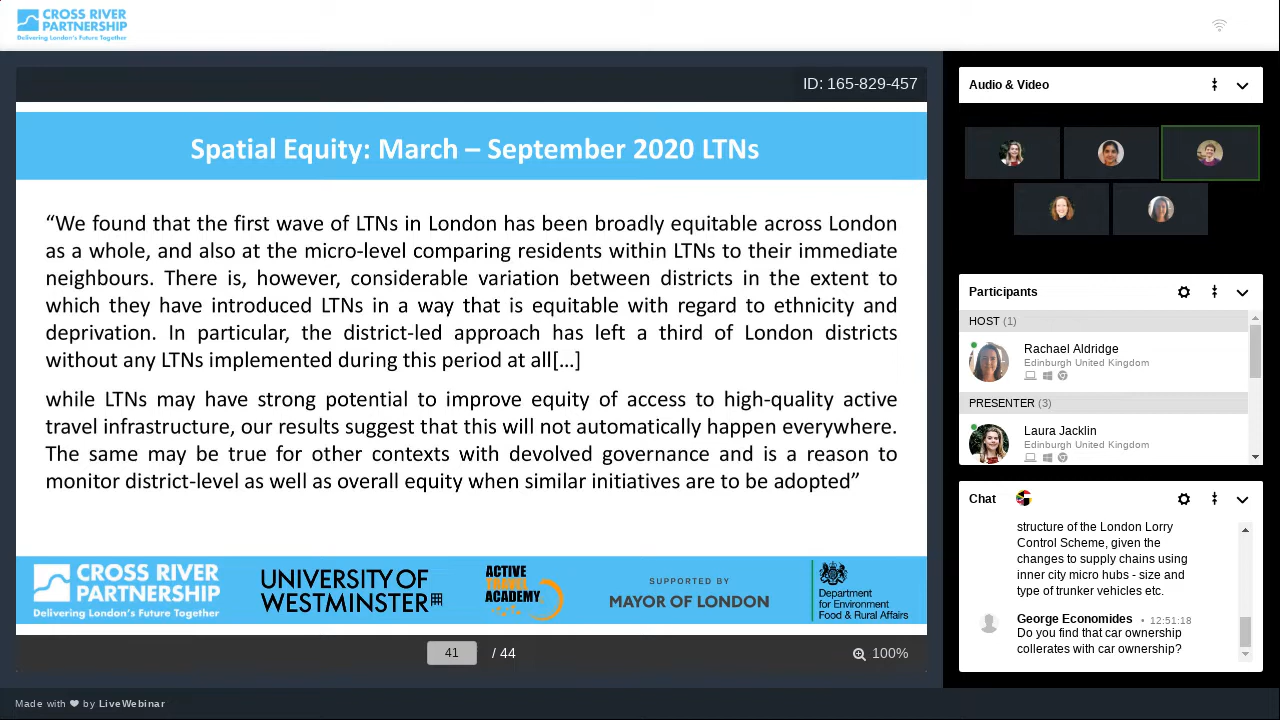 CROSS RIVER
PARTNERSHIP
Delivering London's Future Together
ID: 165-829-457
Spatial Equity: March – September 2020 LTNs
“We found that the first wave of LTNs in London has been broadly equitable across London
as a whole, and also at the micro-level comparing residents within LTNs to their immediate
neighbours. There is, however, considerable variation between districts in the extent to
which they have introduced LTNs in a way that is equitable with regard to ethnicity and
deprivation. In particular, the district-led approach has left a third of London districts
without any LTNs implemented during this period at all[…]
while LTNs may have strong potential to improve equity of access to high-quality active
travel infrastructure, our results suggest that this will not automatically happen everywhere.
The same may be true for other contexts with devolved governance and is a reason to
monitor district-level as well as overall equity when similar initiatives are to be adopted”
CROSS RIVER
PARTNERSHIP
Delivering London's Future Together
UNIVERSITY OF
WESTMINSTER
ACTIVE
TRAVEL
ACADEMY
SUPPORTED BY
MAYOR OF LONDON
Department
for Environment
Food & Rural Affairs
41 / 44
100%
Made with ❤ by LiveWebinar
Audio & Video
Participants
HOST (1)
Rachael Aldridge
Edinburgh United Kingdom
PRESENTER (3)
Laura Jacklin
Edinburgh United Kingdom
Chat
structure of the London Lorry
Control Scheme, given the
changes to supply chains using
inner city micro hubs - size and
type of trunker vehicles etc.
George Economides • 12:51:18
Do you find that car ownership
collerates with car ownership?